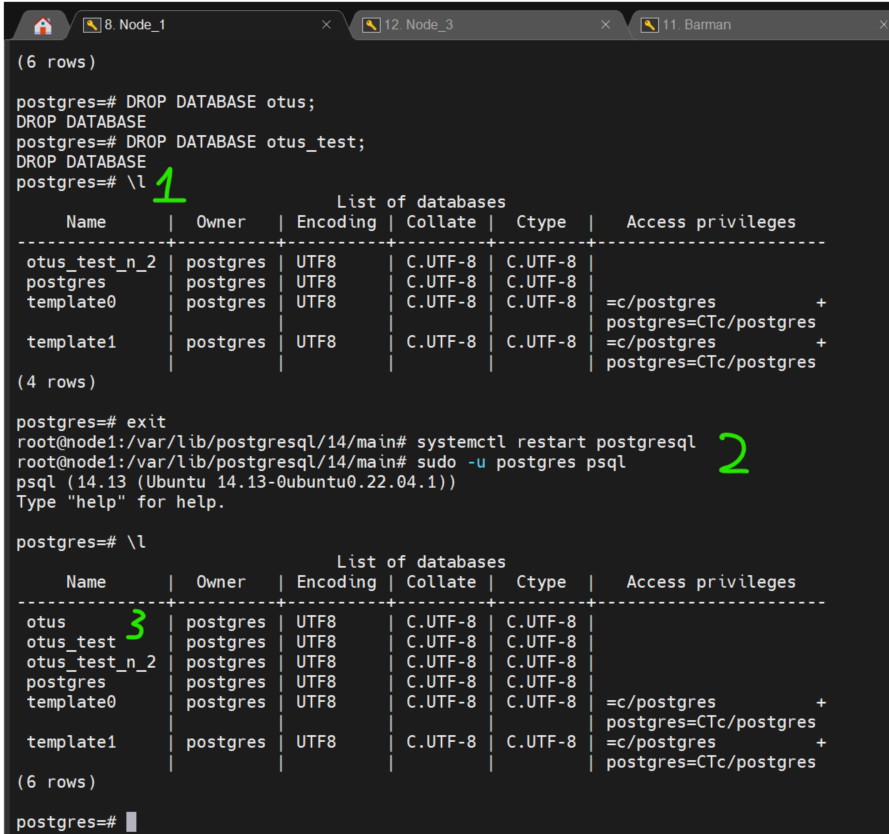 8. Node_1 × 12. Node_3 × 11. Barman ×
(6 rows)
postgres=# DROP DATABASE otus;
DROP DATABASE
postgres=# DROP DATABASE otus_test;
DROP DATABASE
postgres=# \l 1
                                List of databases
     Name      |  Owner   | Encoding | Collate |  Ctype  |   Access privileges
---------------+----------+----------+---------+---------+-----------------------
 otus_test_n_2 | postgres | UTF8     | C.UTF-8 | C.UTF-8 |
 postgres      | postgres | UTF8     | C.UTF-8 | C.UTF-8 |
 template0     | postgres | UTF8     | C.UTF-8 | C.UTF-8 | =c/postgres          +
               |          |          |         |         | postgres=CTc/postgres
 template1     | postgres | UTF8     | C.UTF-8 | C.UTF-8 | =c/postgres          +
               |          |          |         |         | postgres=CTc/postgres
(4 rows)
postgres=# exit
root@node1:/var/lib/postgresql/14/main# systemctl restart postgresql 2
root@node1:/var/lib/postgresql/14/main# sudo -u postgres psql
psql (14.13 (Ubuntu 14.13-0ubuntu0.22.04.1))
Type "help" for help.
postgres=# \l
                                List of databases
     Name      |  Owner   | Encoding | Collate |  Ctype  |   Access privileges
---------------+----------+----------+---------+---------+-----------------------
 otus      3   | postgres | UTF8     | C.UTF-8 | C.UTF-8 |
 otus_test     | postgres | UTF8     | C.UTF-8 | C.UTF-8 |
 otus_test_n_2 | postgres | UTF8     | C.UTF-8 | C.UTF-8 |
 postgres      | postgres | UTF8     | C.UTF-8 | C.UTF-8 |
 template0     | postgres | UTF8     | C.UTF-8 | C.UTF-8 | =c/postgres          +
               |          |          |         |         | postgres=CTc/postgres
 template1     | postgres | UTF8     | C.UTF-8 | C.UTF-8 | =c/postgres          +
               |          |          |         |         | postgres=CTc/postgres
(6 rows)
postgres=#